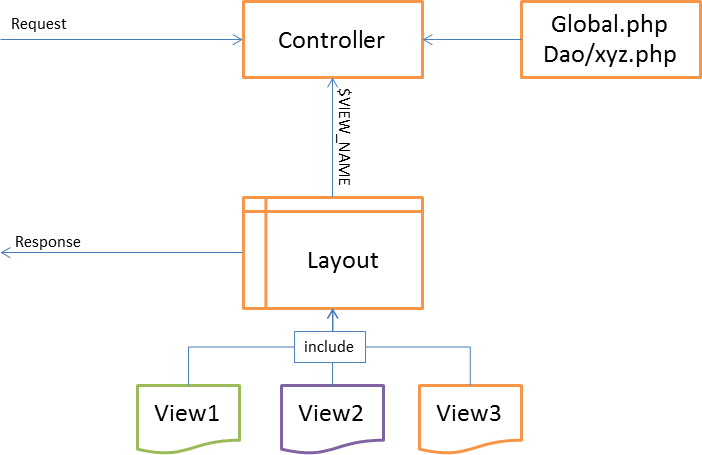 Request
Controller
Global.php
Dao/xyz.php
$VIEW_NAME
Response
Layout
include
View1
View2
View3